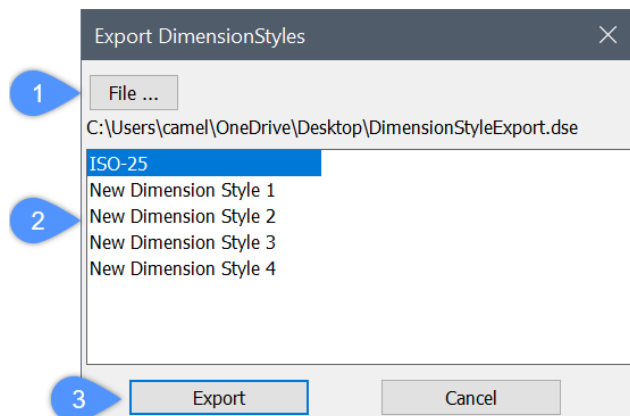 Export DimensionStyles
1
File ...
C:\Users\camel\OneDrive\Desktop\DimensionStyleExport.dse
ISO-25
New Dimension Style 1
2
New Dimension Style 2
New Dimension Style 3
New Dimension Style 4
3
Export
Cancel